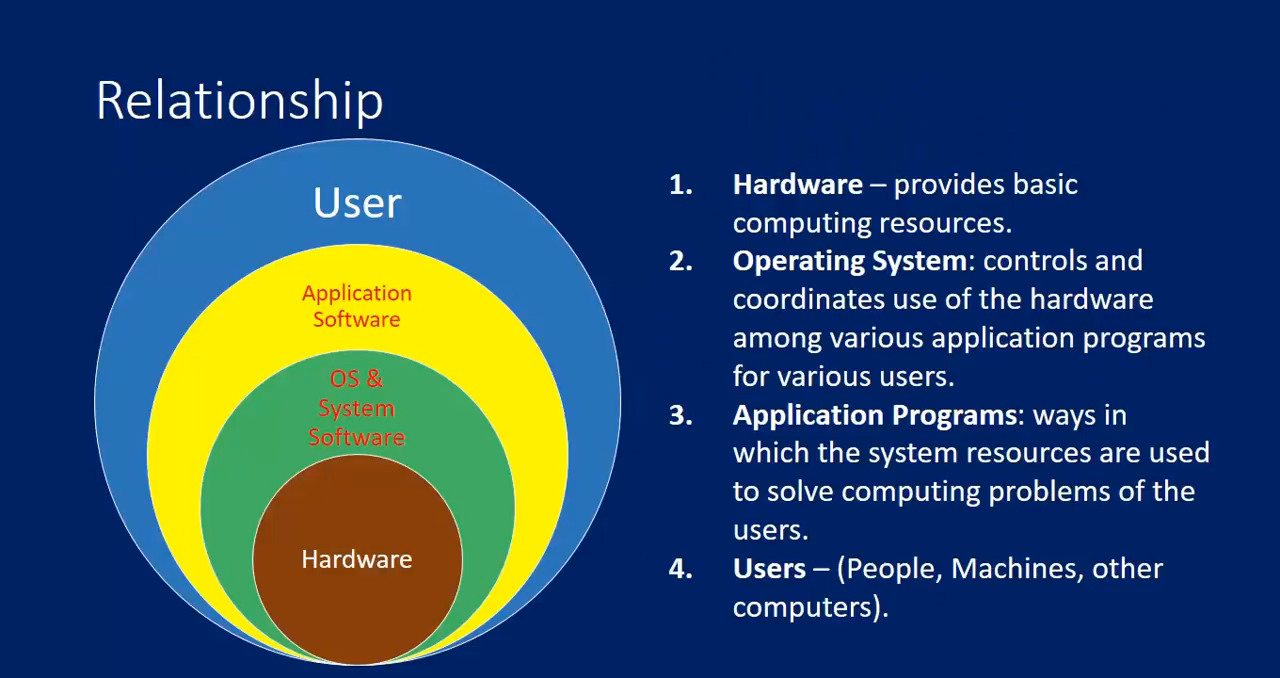 Relationship
User
Application
Software
OS &
System
Software
Hardware
1. Hardware – provides basic
computing resources.
2. Operating System: controls and
coordinates use of the hardware
among various application programs
for various users.
3. Application Programs: ways in
which the system resources are used
to solve computing problems of the
users.
4. Users – (People, Machines, other
computers).